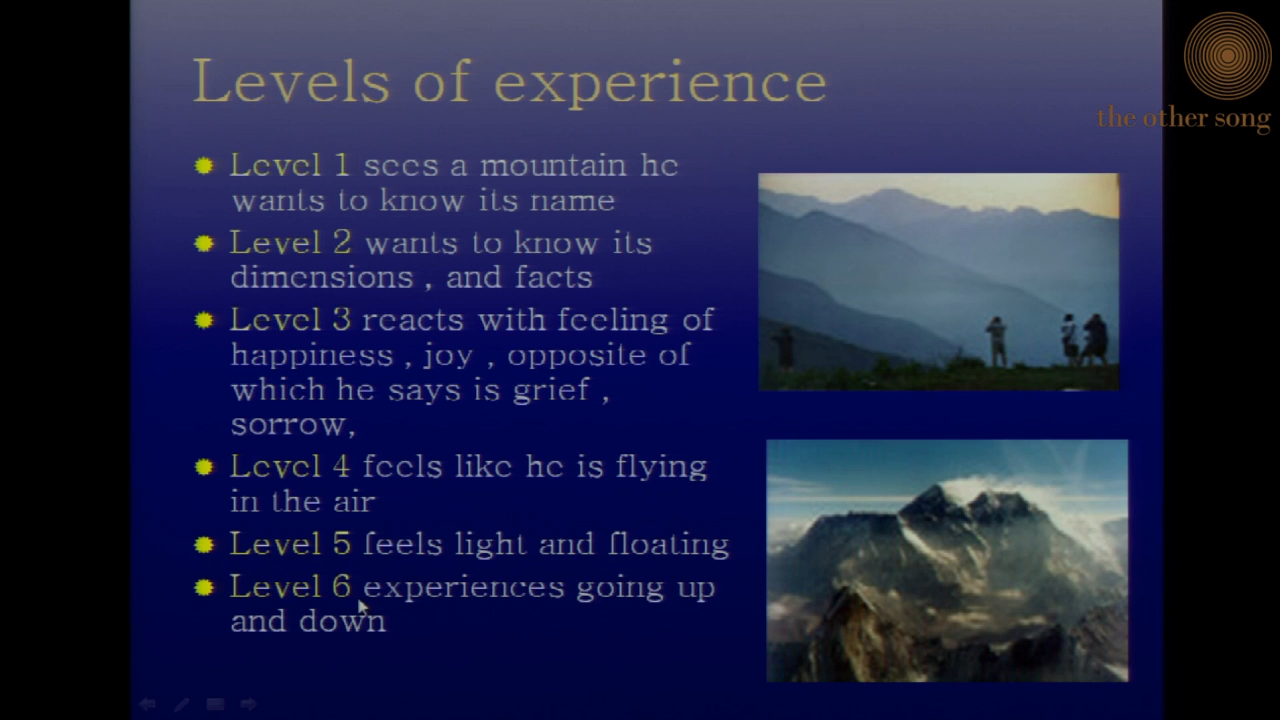 Levels of experience
the other song
Level 1 sees a mountain he
wants to know its name
Level 2 wants to know its
dimensions , and facts
Level 3 reacts with feeling of
happiness , joy , opposite of
which he says is grief ,
sorrow,
Level 4 feels like he is flying
in the air
Level 5 feels light and floating
Level 6 experiences going up
and down